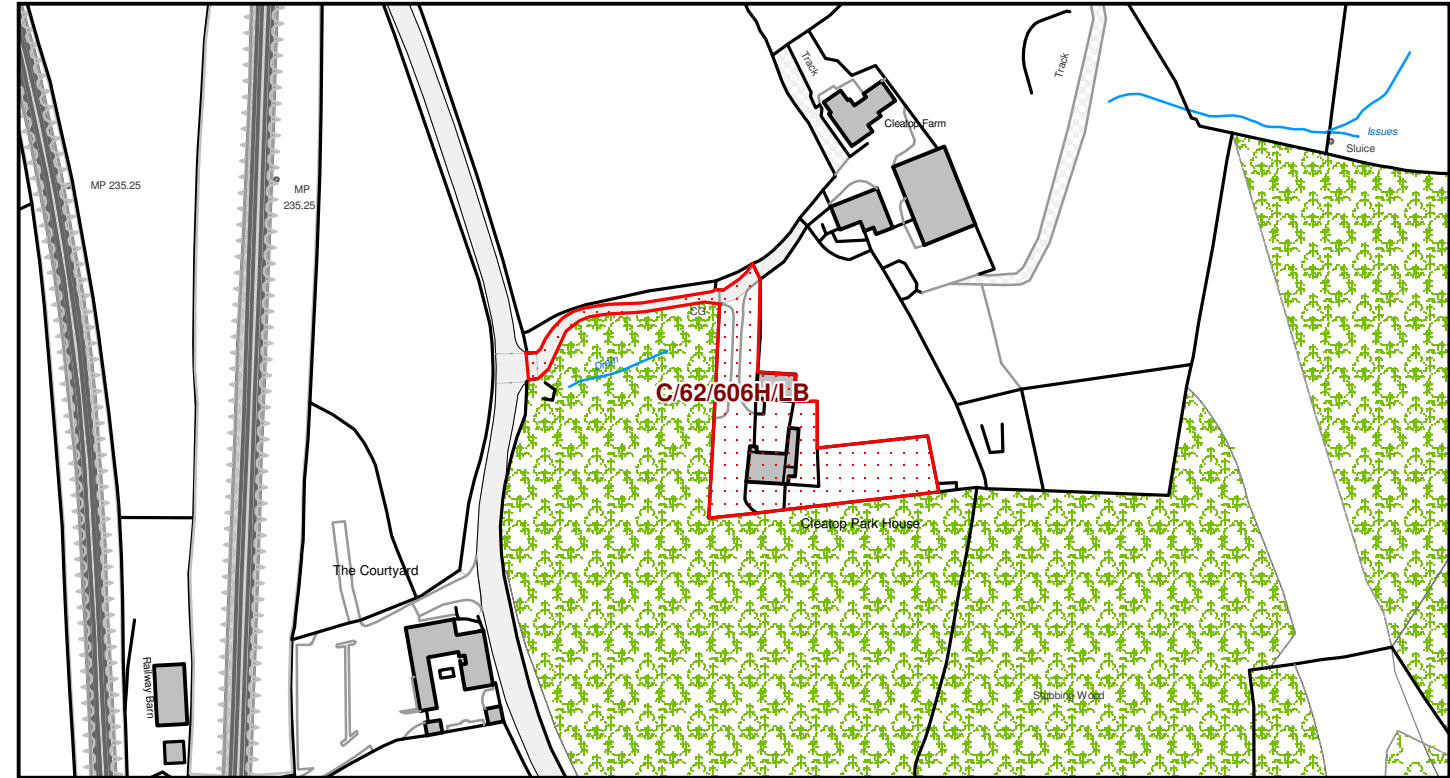 Track
Track
Cleatop Farm
Issues
Sluice
MP 235.25
MP
235.25
CG
Drain
C/62/606H/LB
Cleatop Park House
The Courtyard
Railway Barn
Stubbing Wood